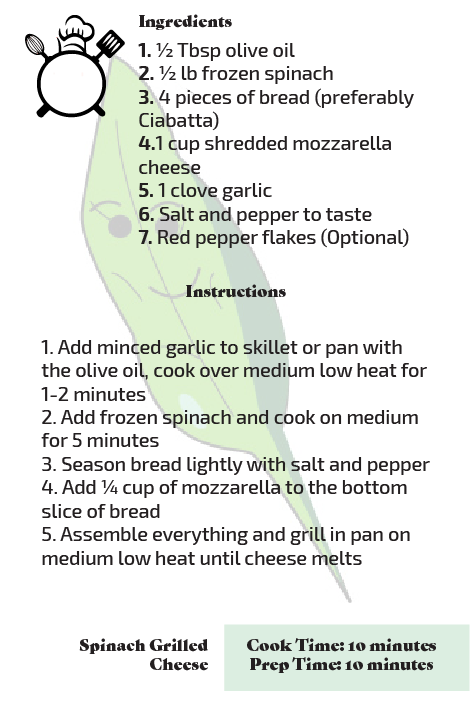 Ingredients
1. ½ Tbsp olive oil
2. ½ lb frozen spinach
3. 4 pieces of bread (preferably
Ciabatta)
4.1 cup shredded mozzarella
cheese
5. 1 clove garlic
6. Salt and pepper to taste
7. Red pepper flakes (Optional)
Instructions
1. Add minced garlic to skillet or pan with
the olive oil, cook over medium low heat for
1-2 minutes
2. Add frozen spinach and cook on medium
for 5 minutes
3. Season bread lightly with salt and pepper
4. Add ¼ cup of mozzarella to the bottom
slice of bread
5. Assemble everything and grill in pan on
medium low heat until cheese melts
Spinach Grilled
Cheese
Cook Time: 10 minutes
Prep Time: 10 minutes